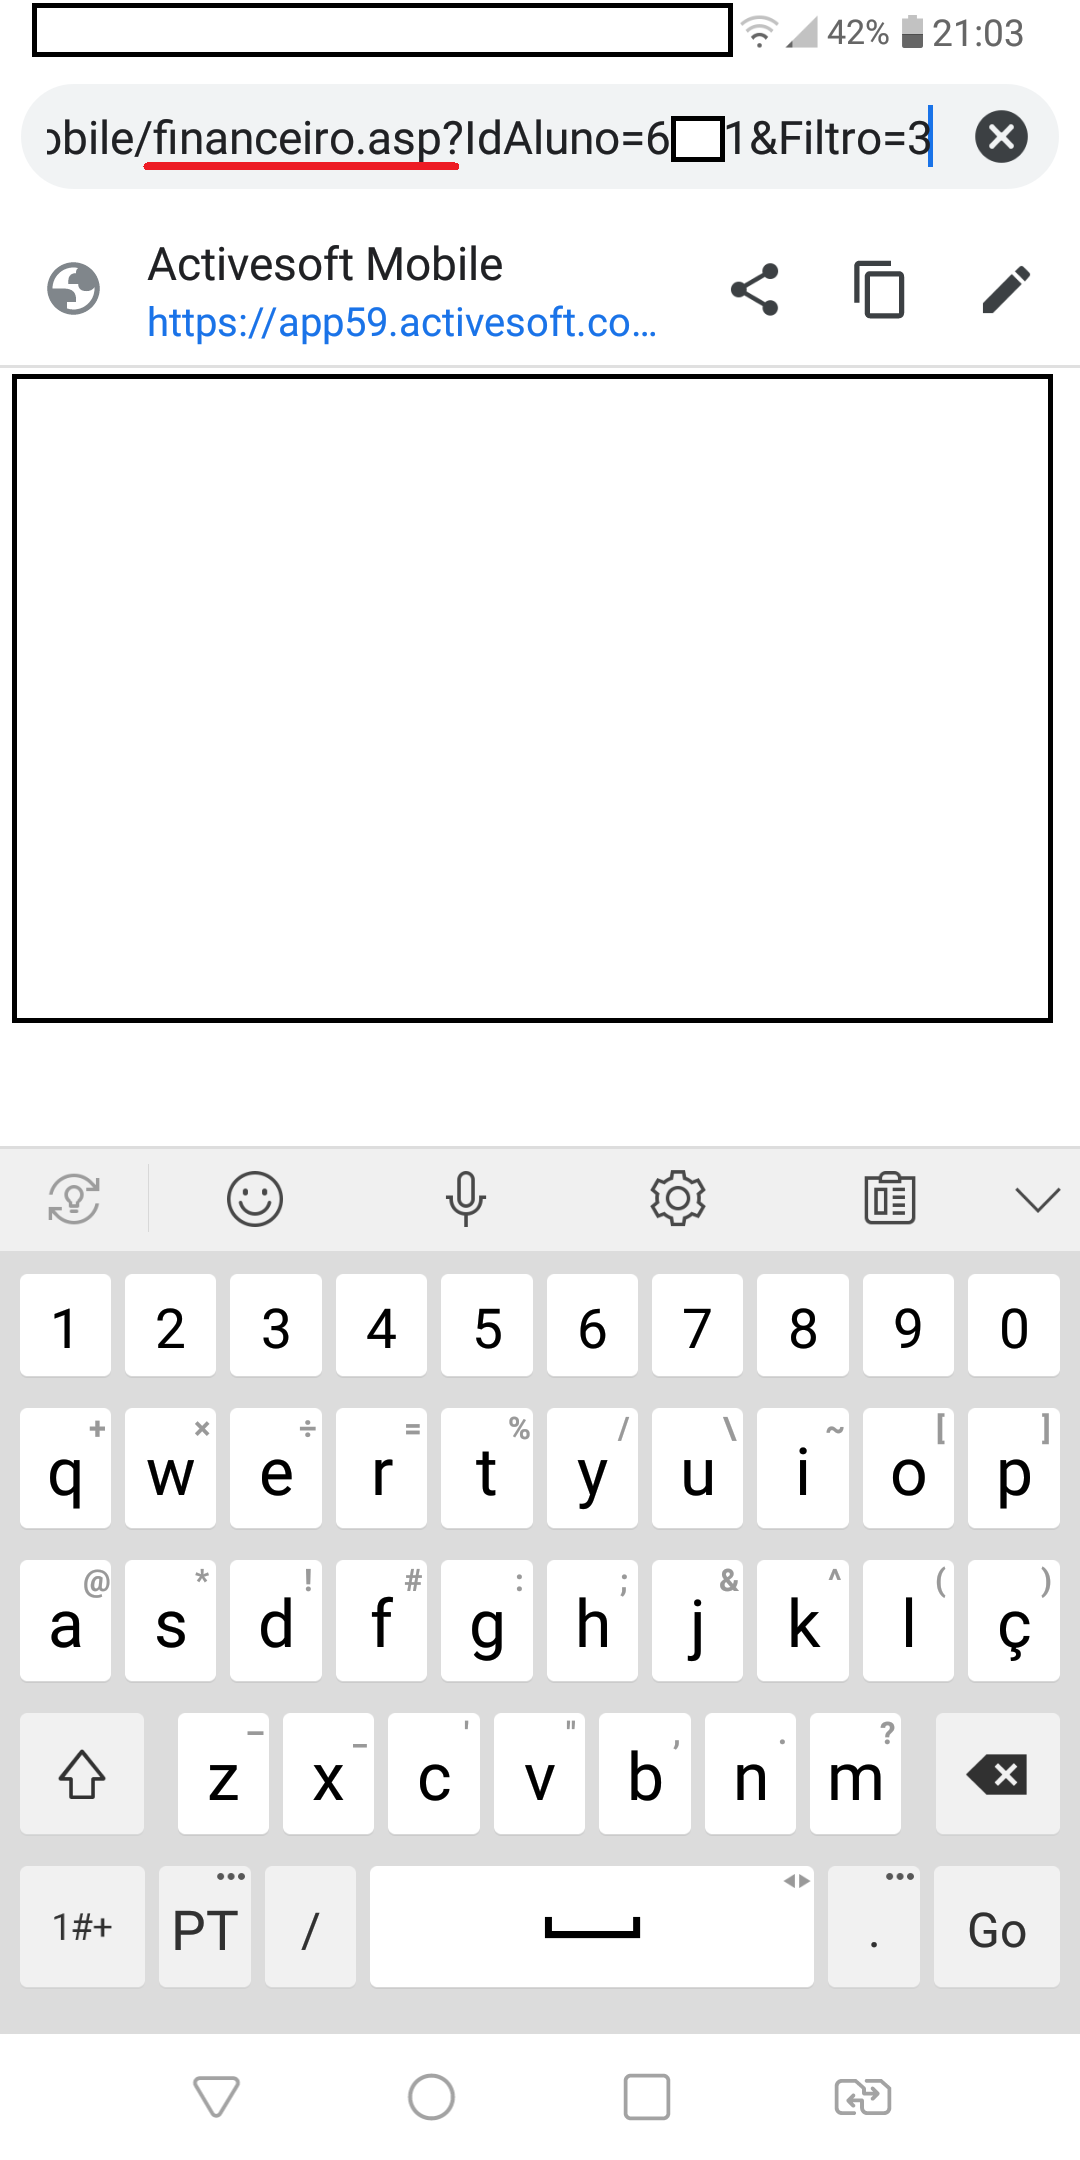 42% 21:03
obile/financeiro.asp?IdAluno=6 1&Filtro=3
Activesoft Mobile
https://app59.activesoft.co...
1 2 3 4 5 6 7 8 9 0
+ × ÷ = % / \ ~ [ ]
q w e r t y u i o p
@ * ! # : ; & ^ ( )
a s d f g h j k l ç
– _ ' " , . ?
z x c v b n m
1#+ PT / . Go